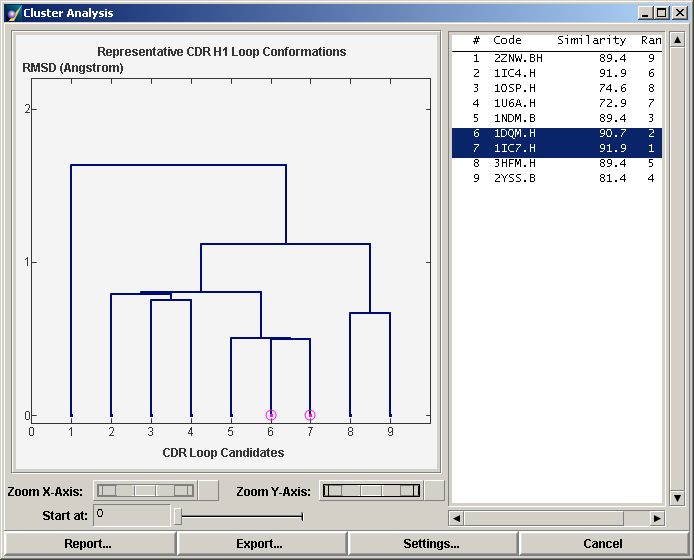 Cluster Analysis
Representative CDR H1 Loop Conformations
RMSD (Angstrom)
2
1
0
0 1 2 3 4 5 6 7 8 9
CDR Loop Candidates
# Code Similarity Ran
1 2ZNW.BH 89.4 9
2 1IC4.H 91.9 6
3 1OSP.H 74.6 8
4 1U6A.H 72.9 7
5 1NDM.B 89.4 3
6 1DQM.H 90.7 2
7 1IC7.H 91.9 1
8 3HFM.H 89.4 5
9 2YSS.B 81.4 4
Zoom X-Axis: Zoom Y-Axis:
Start at: 0
Report... Export... Settings... Cancel